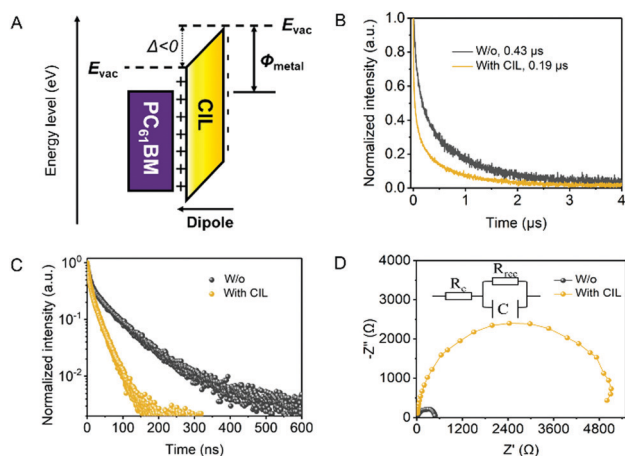 A
Energy level (eV)
Δ<0
E_vac
E_vac
Φ_metal
PC₆₁BM
CIL
+
+
+
+
+
+
+
+
-
-
-
-
-
-
-
Dipole
B
Normalized intensity (a.u.)
1.0
0.8
0.6
0.4
0.2
0.0
W/o, 0.43 μs
With CIL, 0.19 μs
0 1 2 3 4
Time (μs)
C
Normalized intensity (a.u.)
10⁰
10⁻¹
10⁻²
W/o
With CIL
0 100 200 300 400 500 600
Time (ns)
D
-Z'' (Ω)
-4000
3000
2000
1000
0
R_c
R_rec
C
W/o
With CIL
0 1200 2400 3600 4800
Z' (Ω)